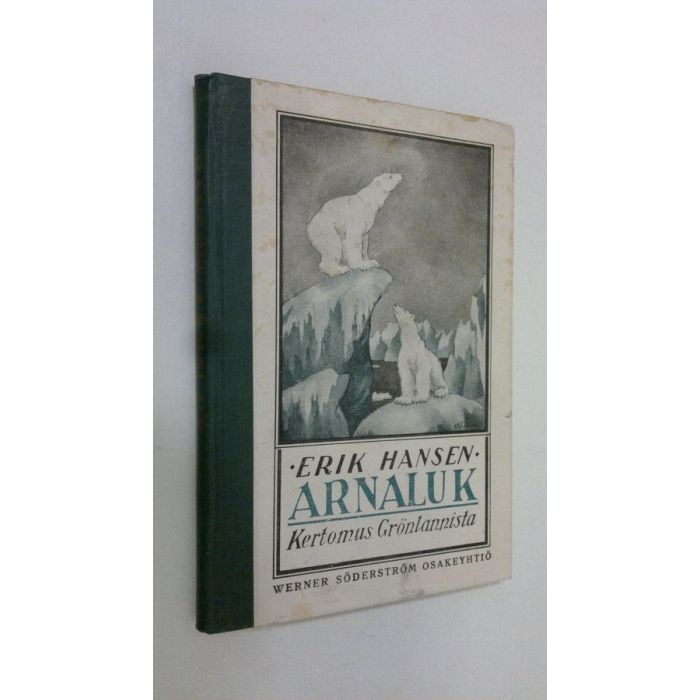 ·ERIK HANSEN·
ARNALUK
Kertomus Grönlannista
WERNER SÖDERSTRÖM OSAKEYHTIÖ